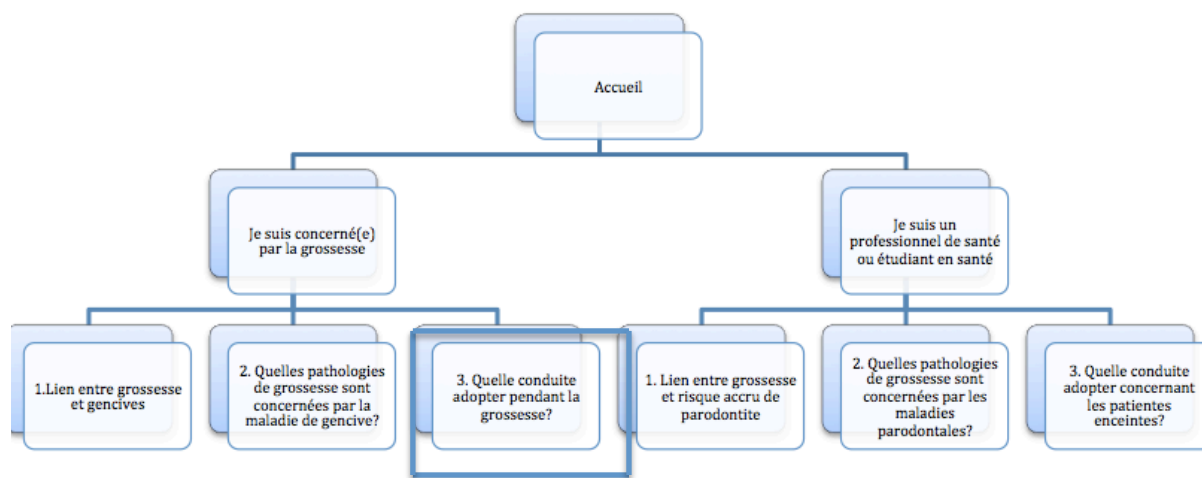 Accueil
Je suis concerné(e)
par la grossesse
Je suis un
professionnel de santé
ou étudiant en santé
1.Lien entre grossesse
et gencives
2. Quelles pathologies
de grossesse sont
concernées par la
maladie de gencive?
3. Quelle conduite
adopter pendant la
grossesse?
1. Lien entre grossesse
et risque accru de
parodontite
2. Quelles pathologies
de grossesse sont
concernées par les
maladies
parodontales?
3. Quelle conduite
adopter concernant
les patientes
enceintes?